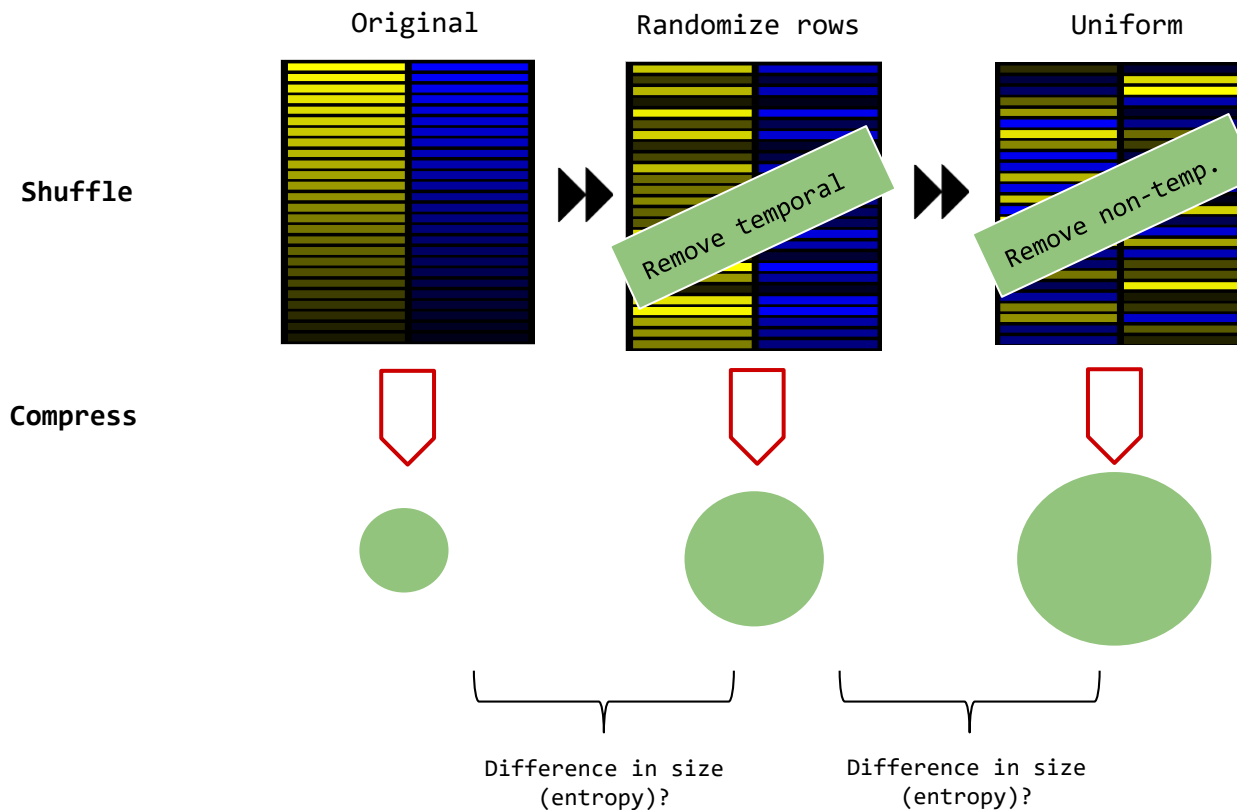 Original
Randomize rows
Uniform
Shuffle
Remove temporal
Remove non-temp.
Compress
Difference in size
(entropy)?
Difference in size
(entropy)?